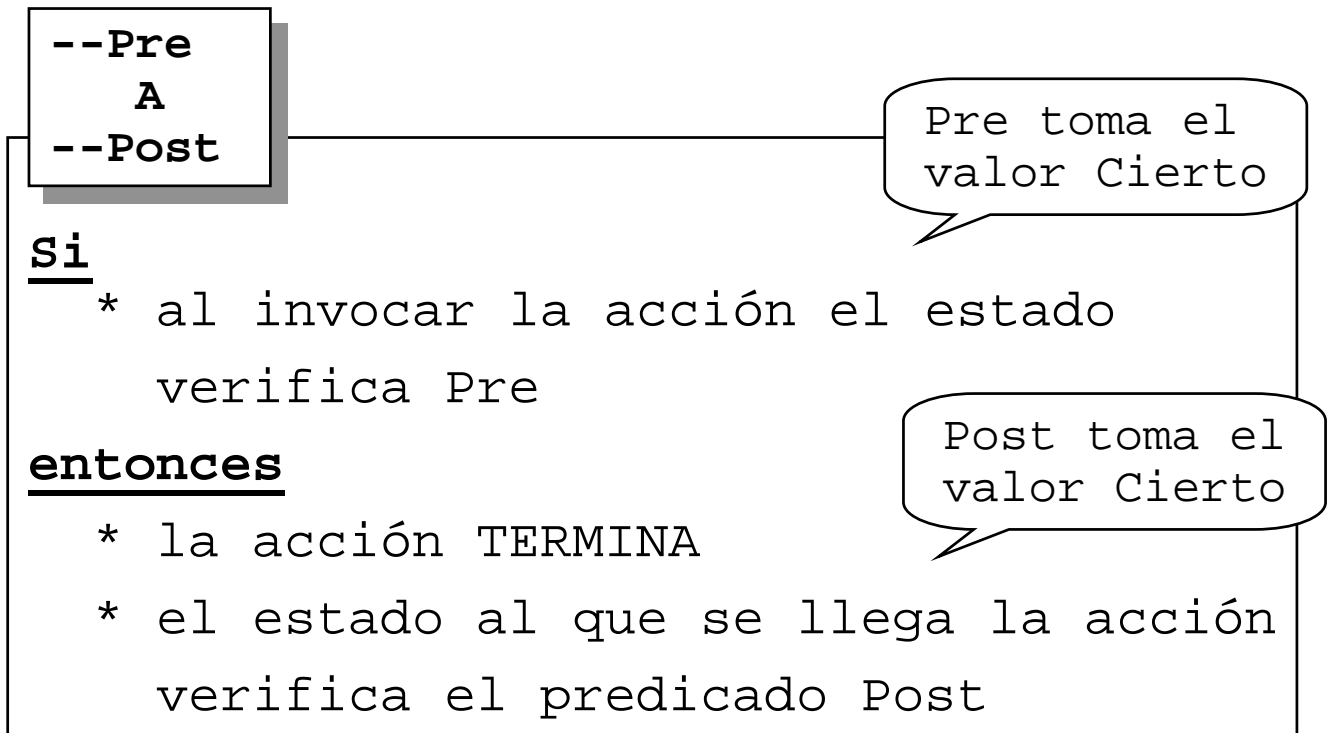 --Pre
A
--Post
Pre toma el
valor Cierto
Si
* al invocar la acción el estado
verifica Pre
Post toma el
valor Cierto
entonces
* la acción TERMINA
* el estado al que se llega la acción
verifica el predicado Post